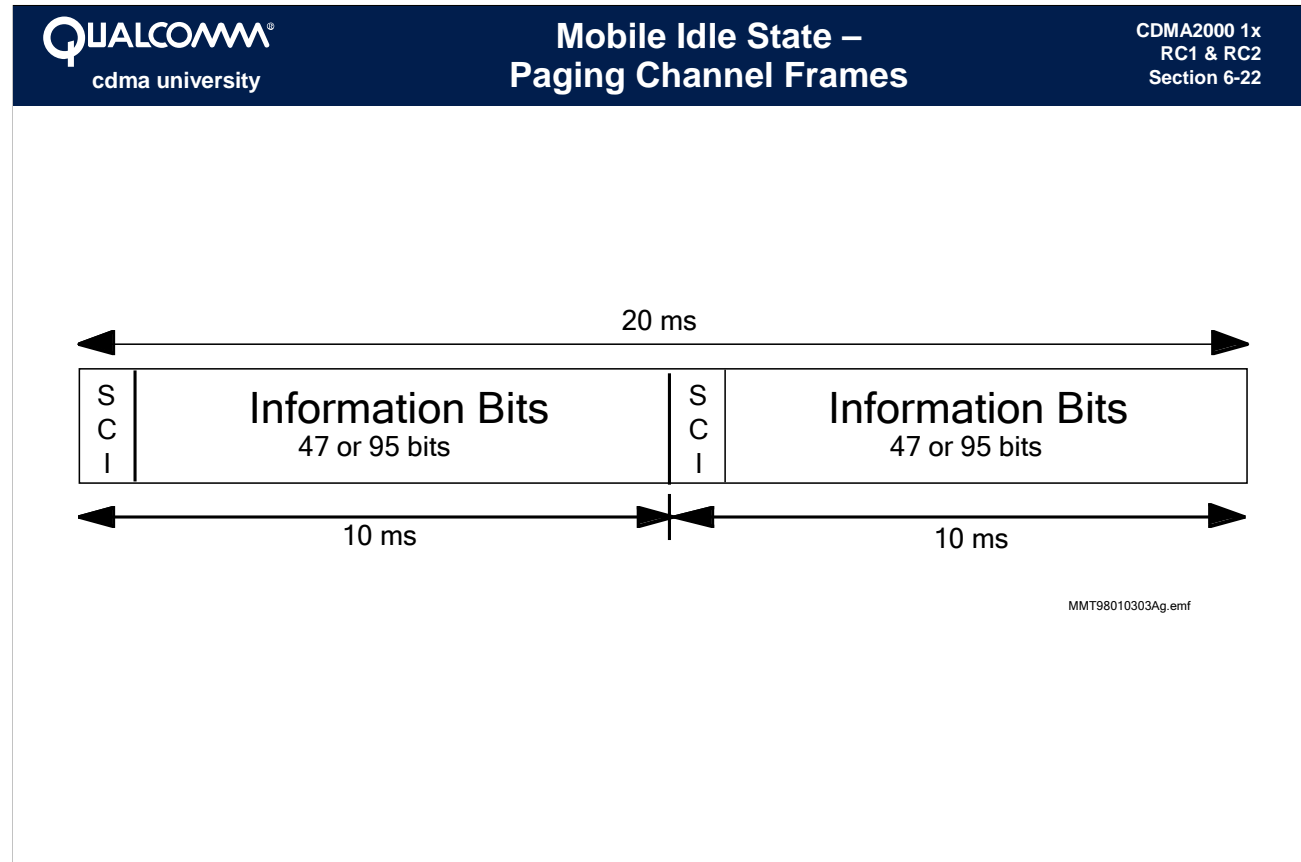 QUALCOMM®
cdma university
Mobile Idle State –
Paging Channel Frames
CDMA2000 1x
RC1 & RC2
Section 6-22
20 ms
S
C
I
Information Bits
47 or 95 bits
S
C
I
Information Bits
47 or 95 bits
10 ms
10 ms
MMT98010303Ag.emf